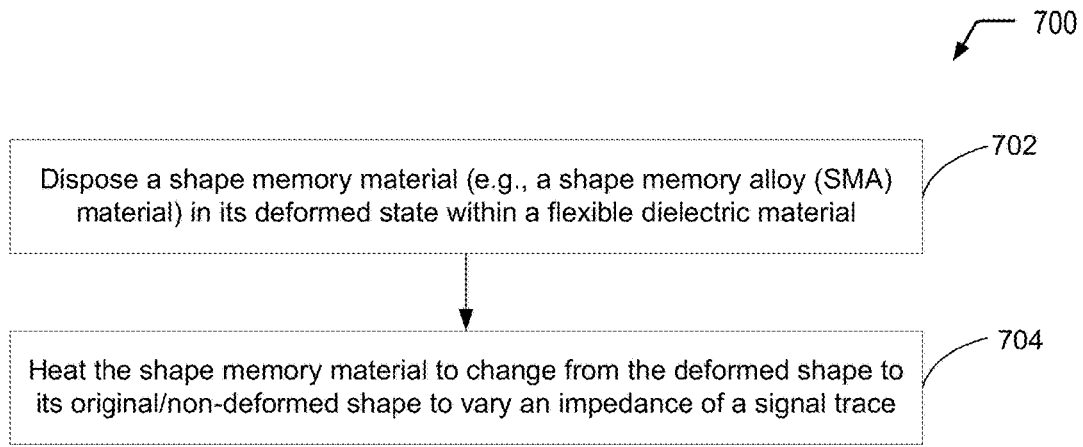 700
702
Dispose a shape memory material (e.g., a shape memory alloy (SMA)
material) in its deformed state within a flexible dielectric material
704
Heat the shape memory material to change from the deformed shape to
its original/non-deformed shape to vary an impedance of a signal trace